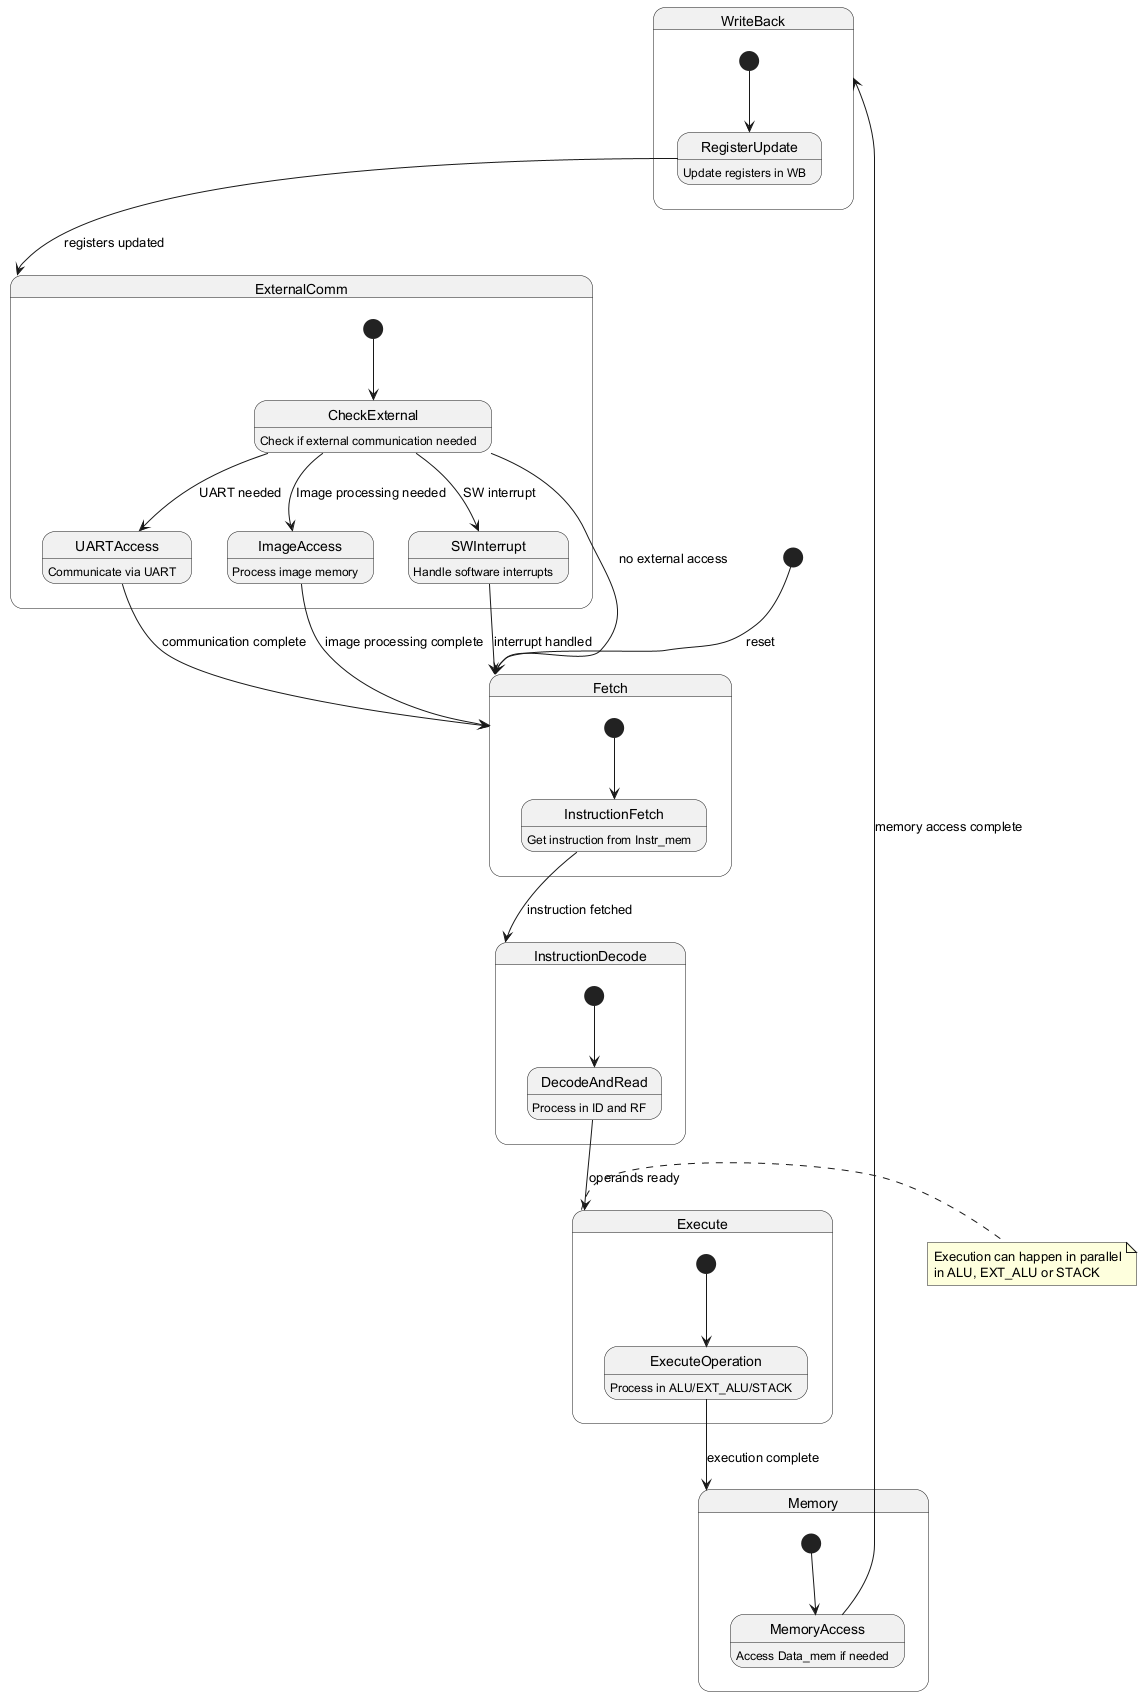 WriteBack
RegisterUpdate
Update registers in WB
registers updated
ExternalComm
CheckExternal
Check if external communication needed
UART needed
Image processing needed
SW interrupt
UARTAccess
Communicate via UART
ImageAccess
Process image memory
SWInterrupt
Handle software interrupts
no external access
communication complete
image processing complete
interrupt handled
reset
Fetch
InstructionFetch
Get instruction from Instr_mem
memory access complete
instruction fetched
InstructionDecode
DecodeAndRead
Process in ID and RF
operands ready
Execute
Execution can happen in parallel
in ALU, EXT_ALU or STACK
ExecuteOperation
Process in ALU/EXT_ALU/STACK
execution complete
Memory
MemoryAccess
Access Data_mem if needed